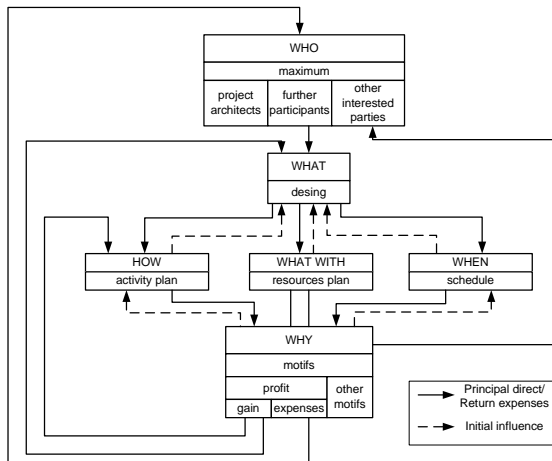 WHO
maximum
project
architects
further
participants
other
interested
parties
WHAT
desing
HOW
activity plan
WHAT WITH
resources plan
WHEN
schedule
WHY
motifs
profit
gain
expenses
other
motifs
Principal direct/
Return expenses
Initial influence